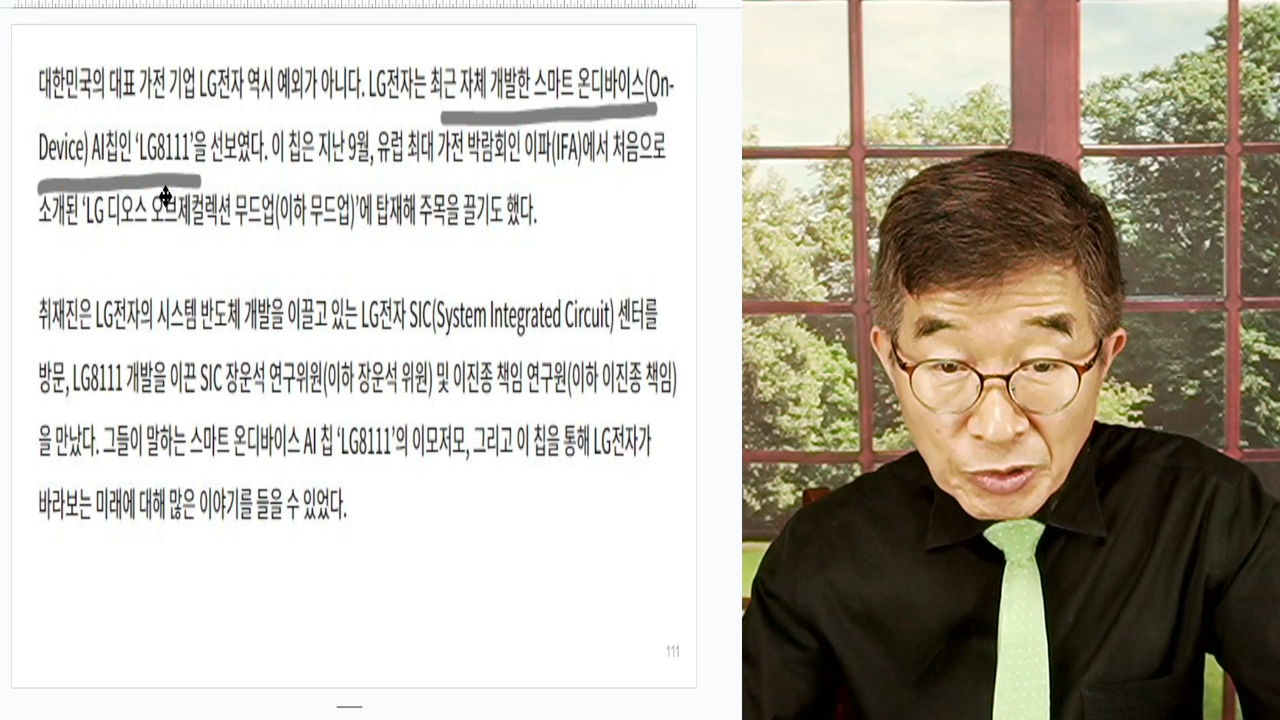 대한민국의 대표 가전 기업 LG전자 역시 예외가 아니다. LG전자는 최근 자체 개발한 스마트 온디바이스(On-
Device) AI칩인 ‘LG8111’을 선보였다. 이 칩은 지난 9월, 유럽 최대 가전 박람회인 이파(IFA)에서 처음으로
소개된 ‘LG 디오스 오브제컬렉션 무드업(이하 무드업)’에 탑재해 주목을 끌기도 했다.
취재진은 LG전자의 시스템 반도체 개발을 이끌고 있는 LG전자 SIC(System Integrated Circuit) 센터를
방문, LG8111 개발을 이끈 SIC 장운석 연구위원(이하 장운석 위원) 및 이진종 책임 연구원(이하 이진종 책임)
을 만났다. 그들이 말하는 스마트 온디바이스 AI 칩 ‘LG8111’의 이모저모, 그리고 이 칩을 통해 LG전자가
바라보는 미래에 대해 많은 이야기를 들을 수 있었다.
111